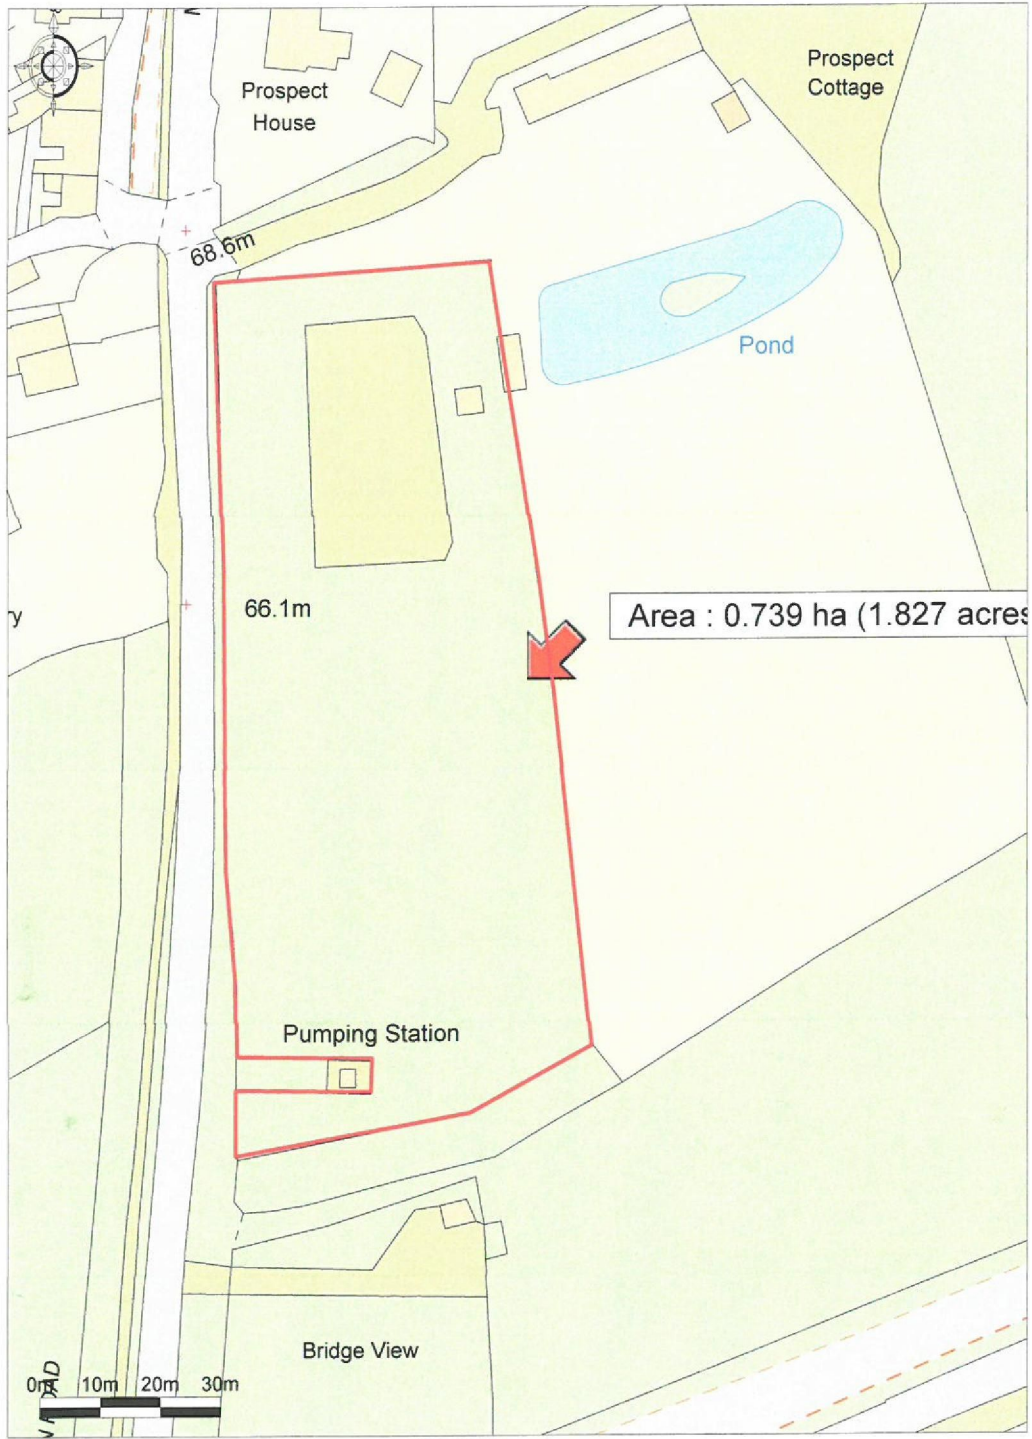 Prospect
House
Prospect
Cottage
68.6m
Pond
66.1m
ry
Area : 0.739 ha (1.827 acres
Pumping Station
Bridge View
0m 10m 20m 30m